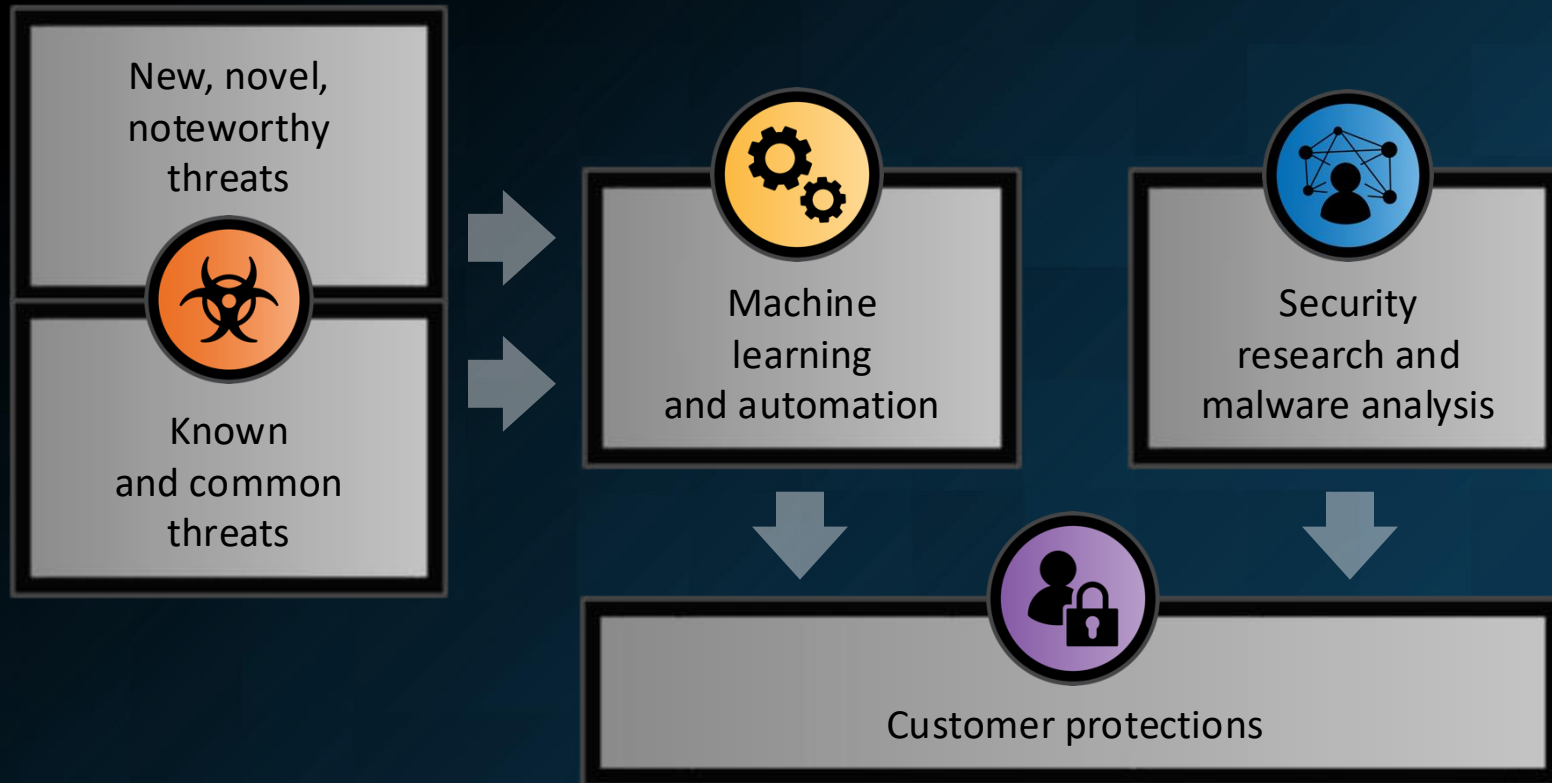 New, novel,
noteworthy
threats
Known
and common
threats
Machine
learning
and automation
Security
research and
malware analysis
Customer protections